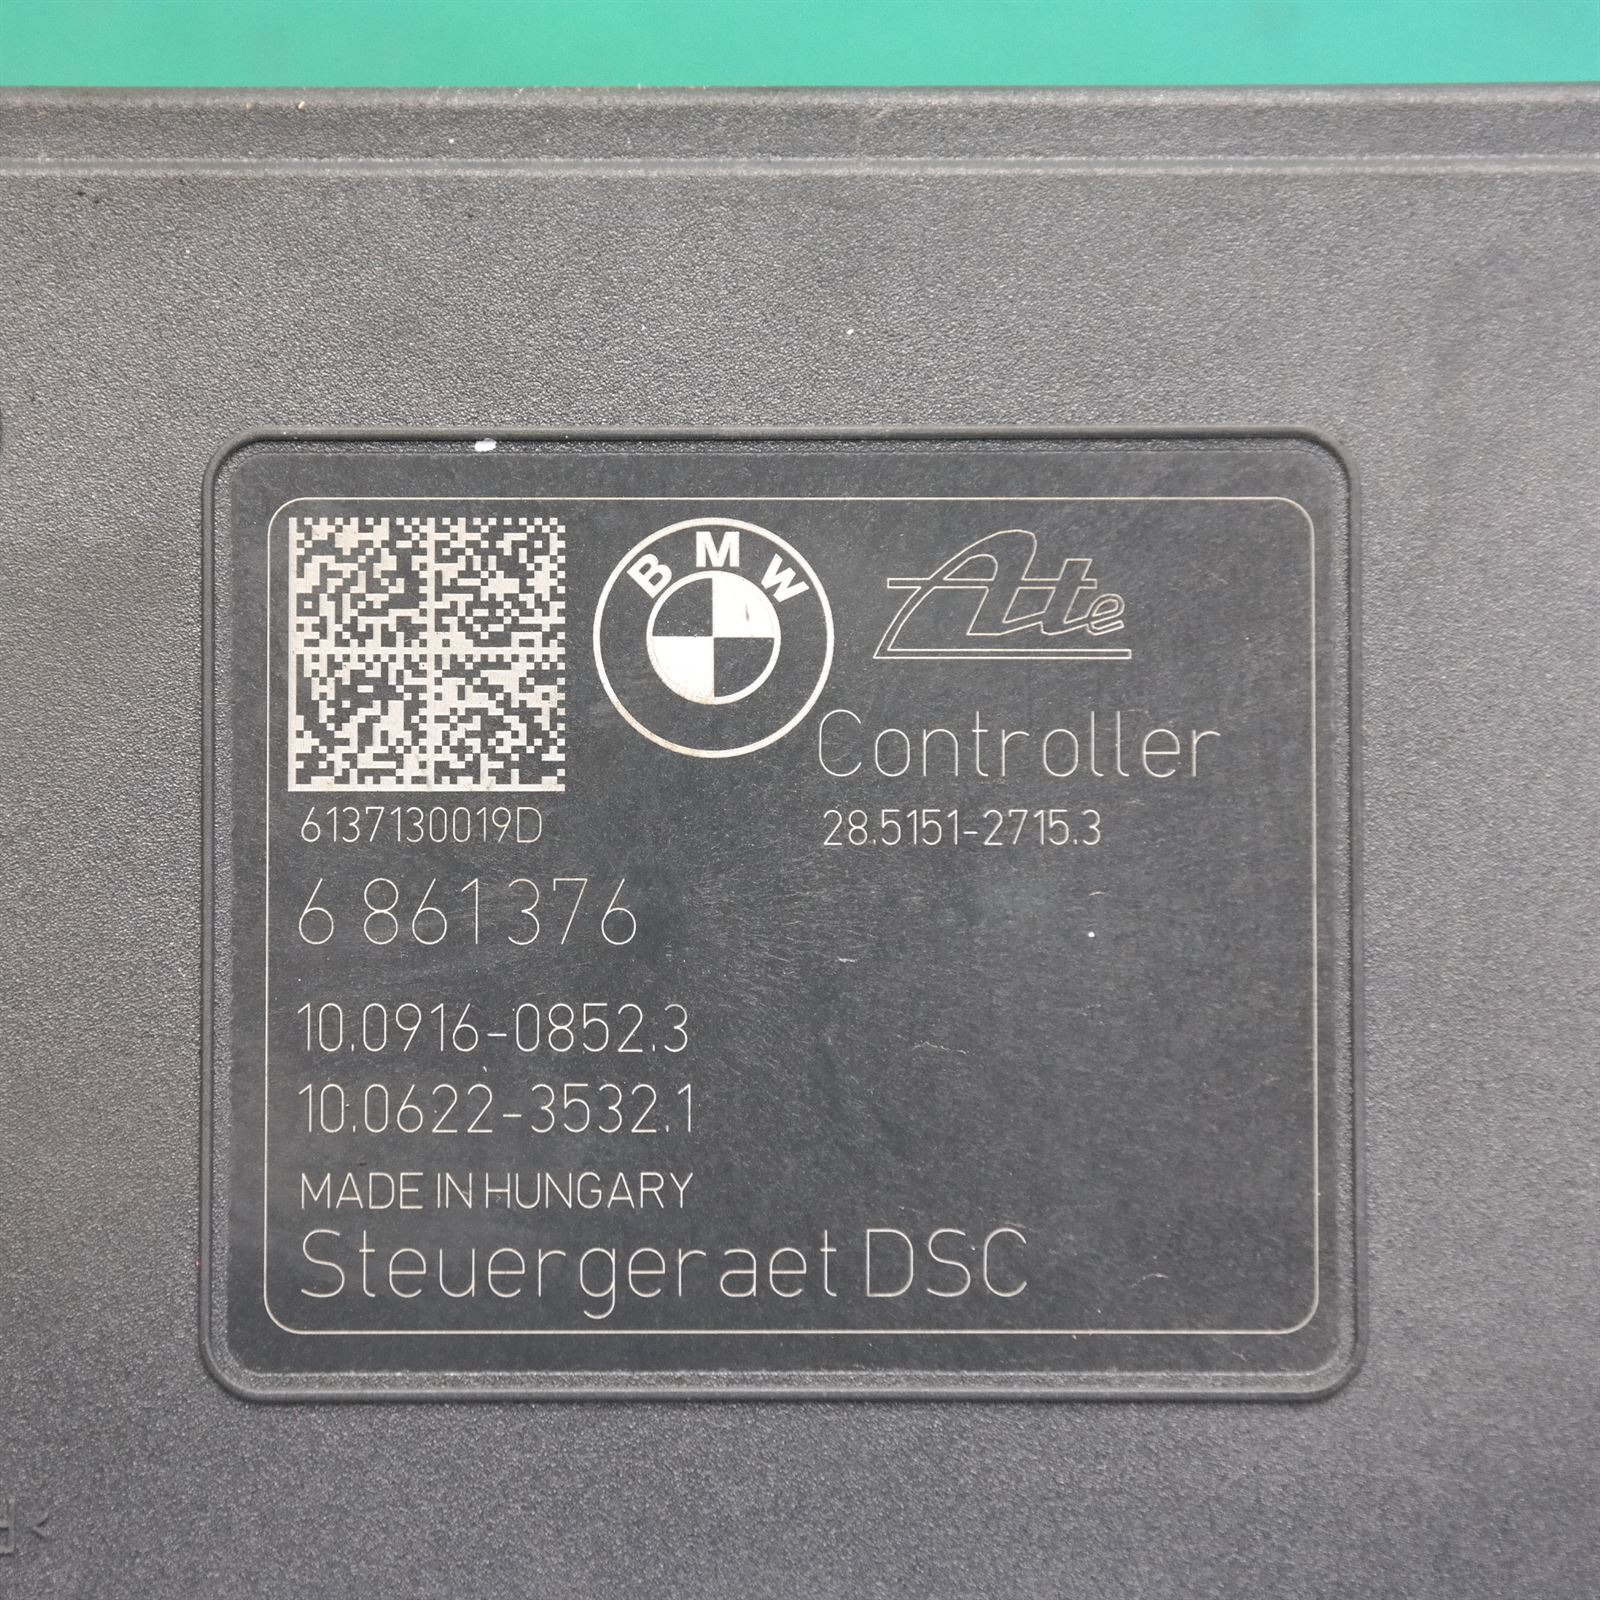 BMW
Ate
Controller
6137130019D
28.5151-2715.3
6 861 376
10.0916-0852.3
10.0622-3532.1
MADE IN HUNGARY
Steuergeraet DSC